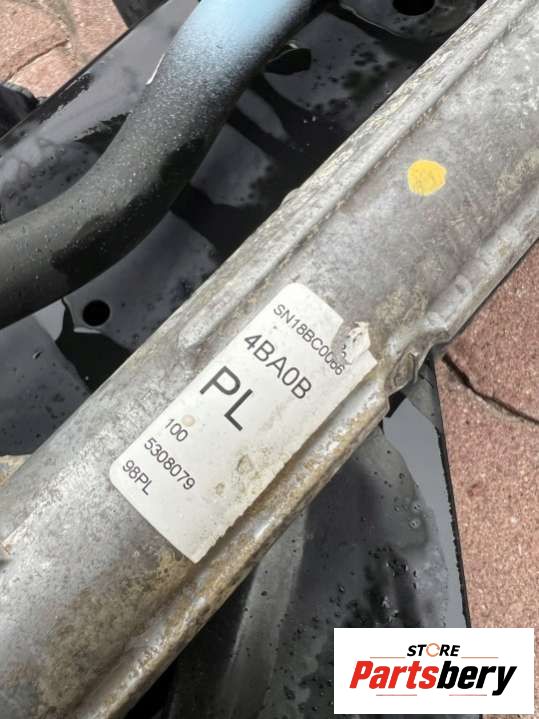 SN18BC0066
4BA0B
PL
100
5308079
98PL
STORE
Partsbery